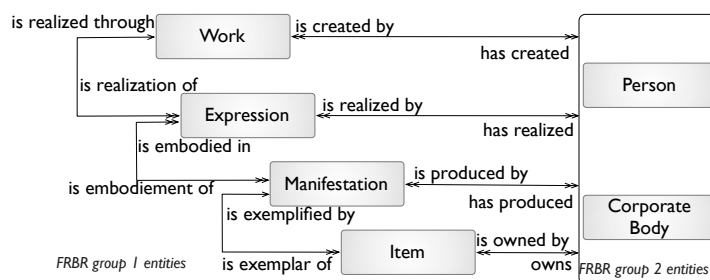 is realized through
Work
is created by
has created
Person
is realization of
Expression
is realized by
has realized
is embodied in
is embodiement of
Manifestation
is produced by
has produced
Corporate
Body
is exemplified by
Item
is owned by
owns
is exemplar of
FRBR group 1 entities
FRBR group 2 entities